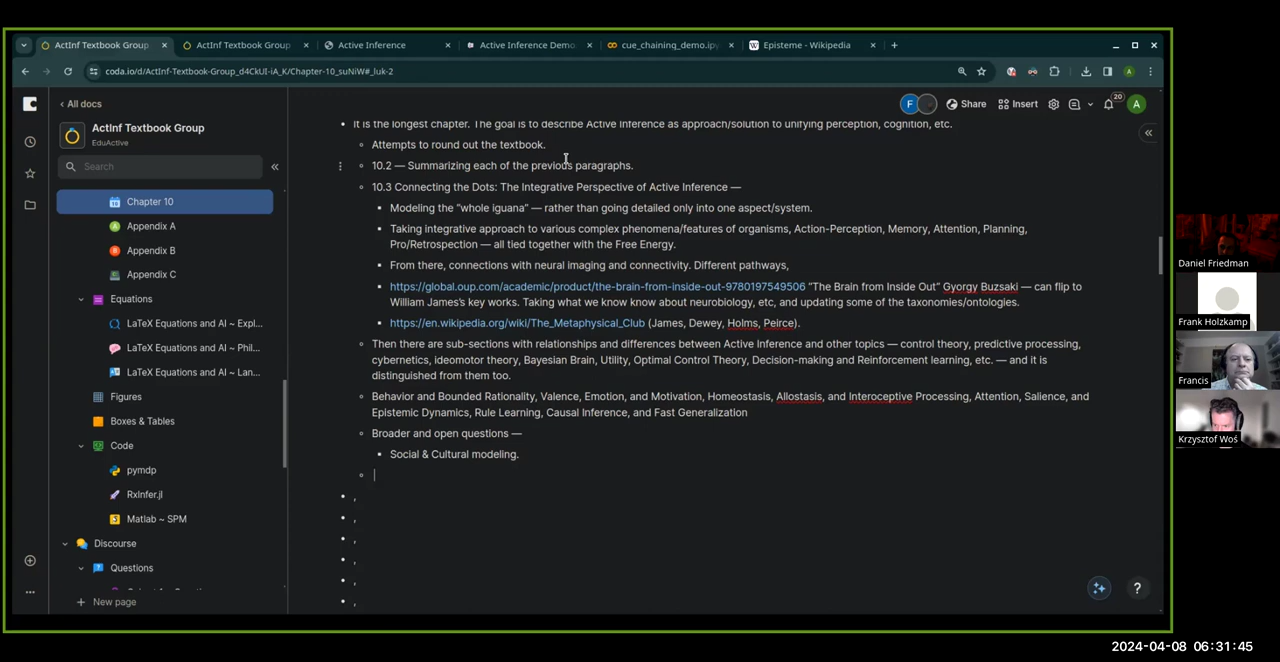 ActInf Textbook Group
ActInf Textbook Group
Active Inference
Active Inference Demo
cue_chaining_demo.ipy
Episteme - Wikipedia
coda.io/d/ActInf-Textbook-Group_d4CkUI-iA_K/Chapter-10_suNiW#_luk-2
All docs
ActInf Textbook Group
EduActive
Search
Chapter 10
Appendix A
Appendix B
Appendix C
Equations
LaTeX Equations and AI ~ Expl...
LaTeX Equations and AI ~ Phil...
LaTeX Equations and AI ~ Lan...
Figures
Boxes & Tables
Code
pymdp
RxInfer.jl
Matlab ~ SPM
Discourse
Questions
New page
F
Share
Insert
20
A
It is the longest chapter. The goal is to describe Active Inference as approach/solution to unifying perception, cognition, etc.
Attempts to round out the textbook.
10.2 — Summarizing each of the previous paragraphs.
10.3 Connecting the Dots: The Integrative Perspective of Active Inference —
Modeling the "whole iguana" — rather than going detailed only into one aspect/system.
Taking integrative approach to various complex phenomena/features of organisms, Action-Perception, Memory, Attention, Planning,
Pro/Retrospection — all tied together with the Free Energy.
From there, connections with neural imaging and connectivity. Different pathways,
https://global.oup.com/academic/product/the-brain-from-inside-out-9780197549506 "The Brain from Inside Out" Gyorgy Buzsaki — can flip to
William James's key works. Taking what we know know about neurobiology, etc, and updating some of the taxonomies/ontologies.
https://en.wikipedia.org/wiki/The_Metaphysical_Club (James, Dewey, Holms, Peirce).
Then there are sub-sections with relationships and differences between Active Inference and other topics — control theory, predictive processing,
cybernetics, ideomotor theory, Bayesian Brain, Utility, Optimal Control Theory, Decision-making and Reinforcement learning, etc. — and it is
distinguished from them too.
Behavior and Bounded Rationality, Valence, Emotion, and Motivation, Homeostasis, Allostasis, and Interoceptive Processing, Attention, Salience, and
Epistemic Dynamics, Rule Learning, Causal Inference, and Fast Generalization
Broader and open questions —
Social & Cultural modeling.
,
,
,
,
,
,
Daniel Friedman
Frank Holzkamp
Francis
Krzysztof Woś
2024-04-08 06:31:45